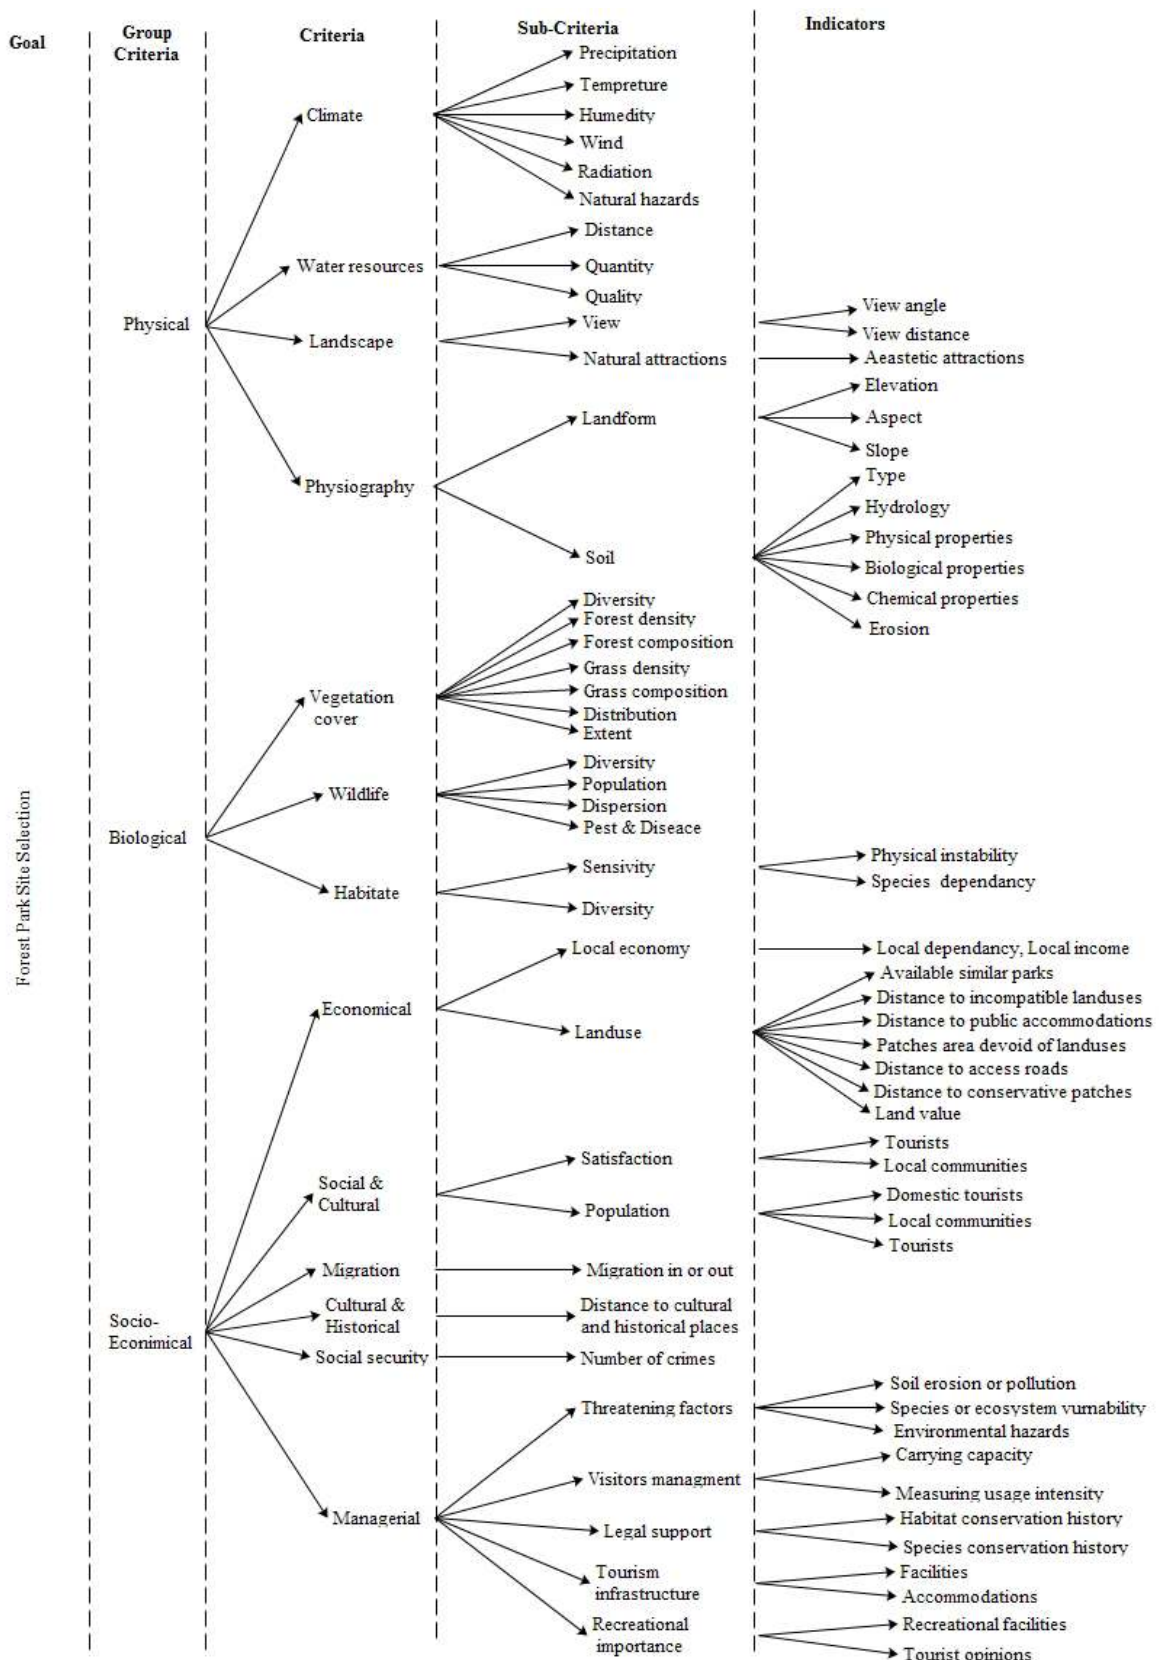 Goal
Group
Criteria
Criteria
Sub-Criteria
Indicators
Forest Park Site Selection
Physical
Climate
Precipitation
Tempreture
Humedity
Wind
Radiation
Natural hazards
Water resources
Distance
Quantity
Quality
Landscape
View
View angle
View distance
Natural attractions
Aeastetic attractions
Physiography
Landform
Elevation
Aspect
Slope
Soil
Type
Hydrology
Physical properties
Biological properties
Chemical properties
Erosion
Biological
Vegetation
cover
Diversity
Forest density
Forest composition
Grass density
Grass composition
Distribution
Extent
Wildlife
Diversity
Population
Dispersion
Pest & Diseace
Habitate
Sensivity
Physical instability
Species dependancy
Diversity
Socio-
Econimical
Economical
Local economy
Local dependancy, Local income
Landuse
Available similar parks
Distance to incompatible landuses
Distance to public accommodations
Patches area devoid of landuses
Distance to access roads
Distance to conservative patches
Land value
Social &
Cultural
Satisfaction
Tourists
Local communities
Population
Domestic tourists
Local communities
Tourists
Migration
Migration in or out
Cultural &
Historical
Distance to cultural
and historical places
Social security
Number of crimes
Managerial
Threatening factors
Soil erosion or pollution
Species or ecosystem vurnability
Environmental hazards
Visitors managment
Carrying capacity
Measuring usage intensity
Legal support
Habitat conservation history
Species conservation history
Tourism
infrastructure
Facilities
Accommodations
Recreational
importance
Recreational facilities
Tourist opinions